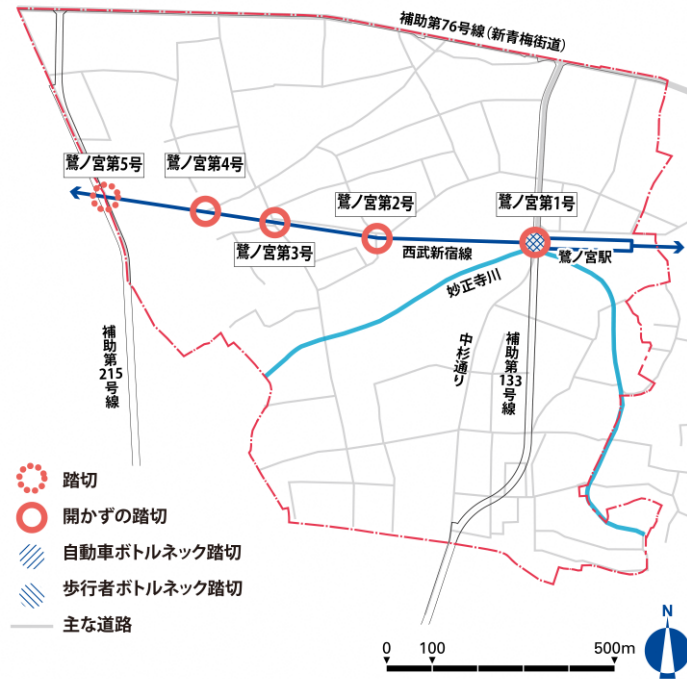 補助第76号線(新青梅街道)
鷺ノ宮第5号
鷺ノ宮第4号
鷺ノ宮第2号
鷺ノ宮第1号
鷺ノ宮第3号
西武新宿線
鷺ノ宮駅
妙正寺川
補助第215号線
中杉通り
補助第133号線
踏切
開かずの踏切
自動車ボトルネック踏切
歩行者ボトルネック踏切
主な道路
N
0 100 500m